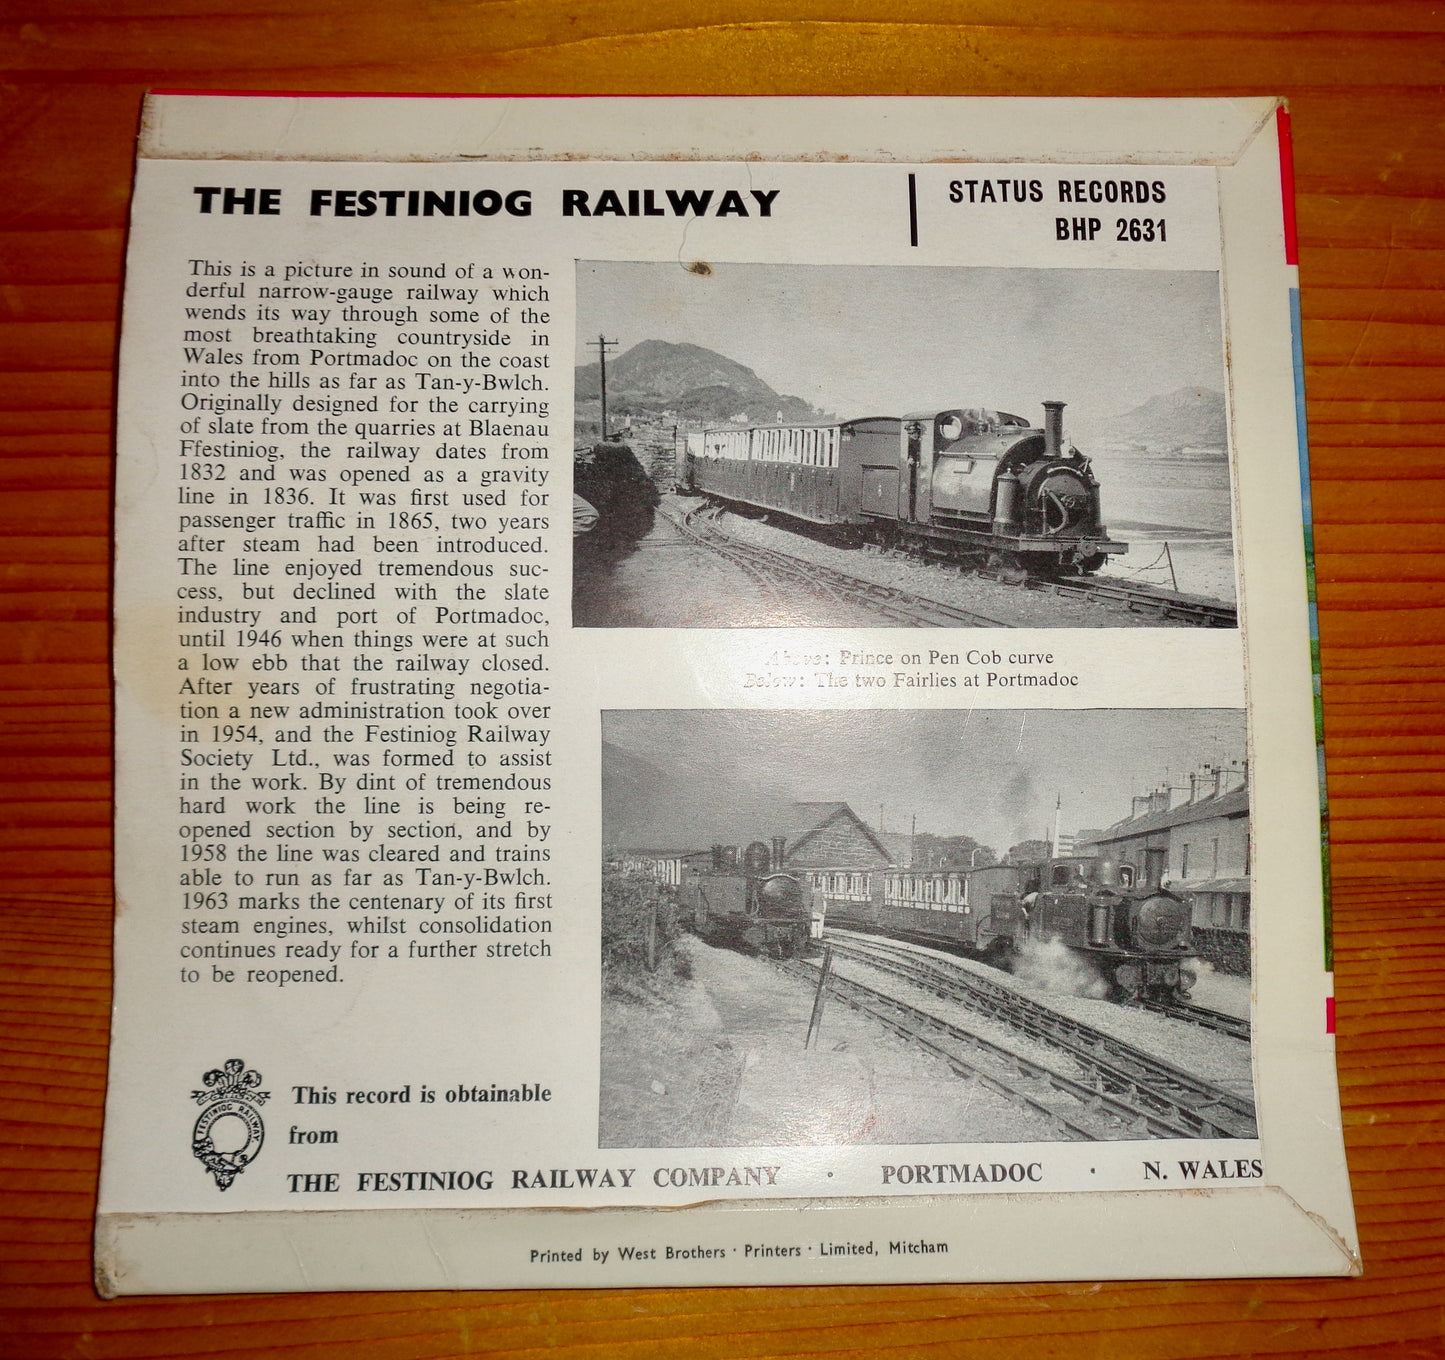 THE FESTINIOG RAILWAY
STATUS RECORDS
BHP 2631
This is a picture in sound of a won-
derful narrow-gauge railway which
wends its way through some of the
most breathtaking countryside in
Wales from Portmadoc on the coast
into the hills as far as Tan-y-Bwlch.
Originally designed for the carrying
of slate from the quarries at Blaenau
Ffestiniog, the railway dates from
1832 and was opened as a gravity
line in 1836. It was first used for
passenger traffic in 1865, two years
after steam had been introduced.
The line enjoyed tremendous suc-
cess, but declined with the slate
industry and port of Portmadoc,
until 1946 when things were at such
a low ebb that the railway closed.
After years of frustrating negotia-
tion a new administration took over
in 1954, and the Festiniog Railway
Society Ltd., was formed to assist
in the work. By dint of tremendous
hard work the line is being re-
opened section by section, and by
1958 the line was cleared and trains
able to run as far as Tan-y-Bwlch.
1963 marks the centenary of its first
steam engines, whilst consolidation
continues ready for a further stretch
to be reopened.
Above: Prince on Pen Cob curve
Below: The two Fairlies at Portmadoc
FESTINIOG RAILWAY
This record is obtainable
from
THE FESTINIOG RAILWAY COMPANY · PORTMADOC · N. WALES
Printed by West Brothers · Printers · Limited, Mitcham